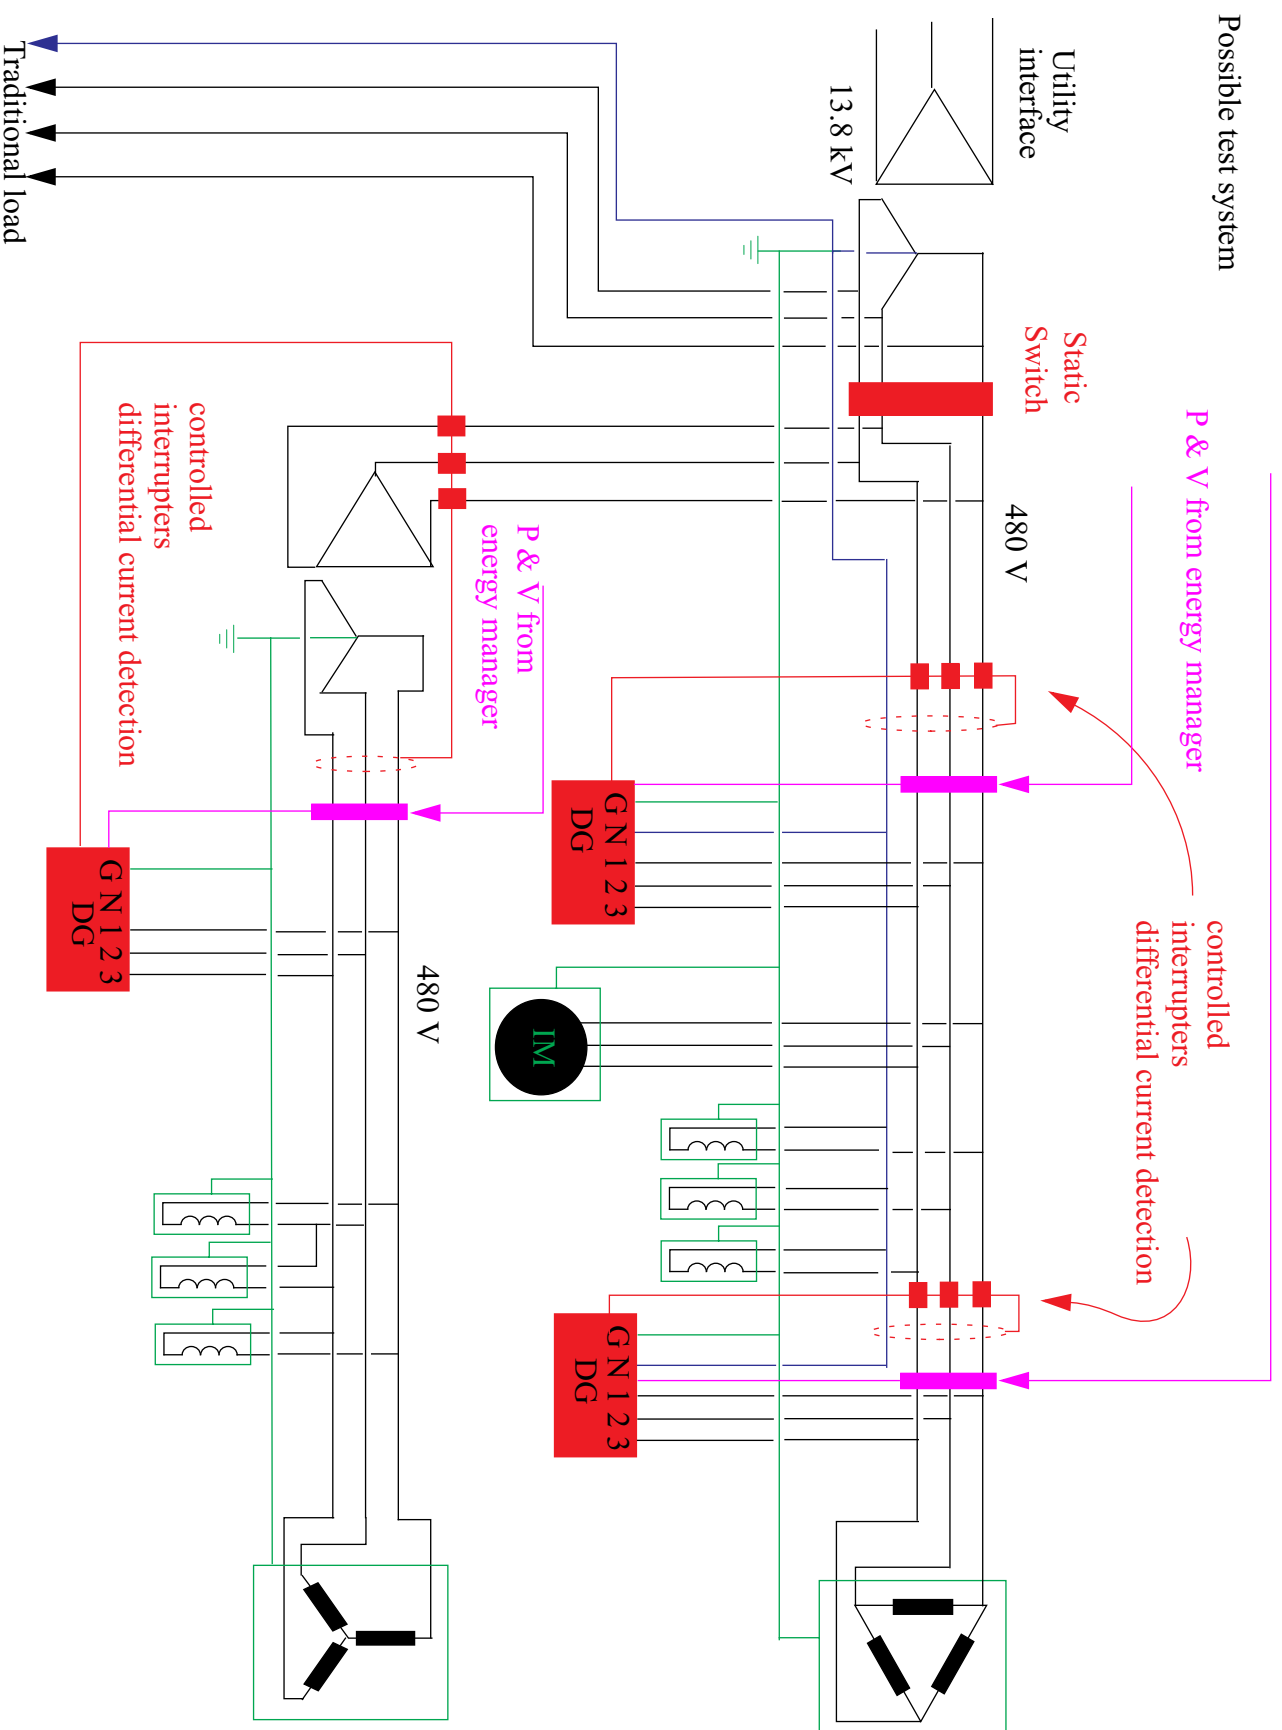 Possible test system
Utility
interface
13.8 kV
Static
Switch
P & V from energy manager
480 V
controlled
interrupters
differential current detection
G N 1 2 3
DG
IM
G N 1 2 3
DG
Traditional load
controlled
interrupters
differential current detection
P & V from
energy manager
G N 1 2 3
DG
480 V